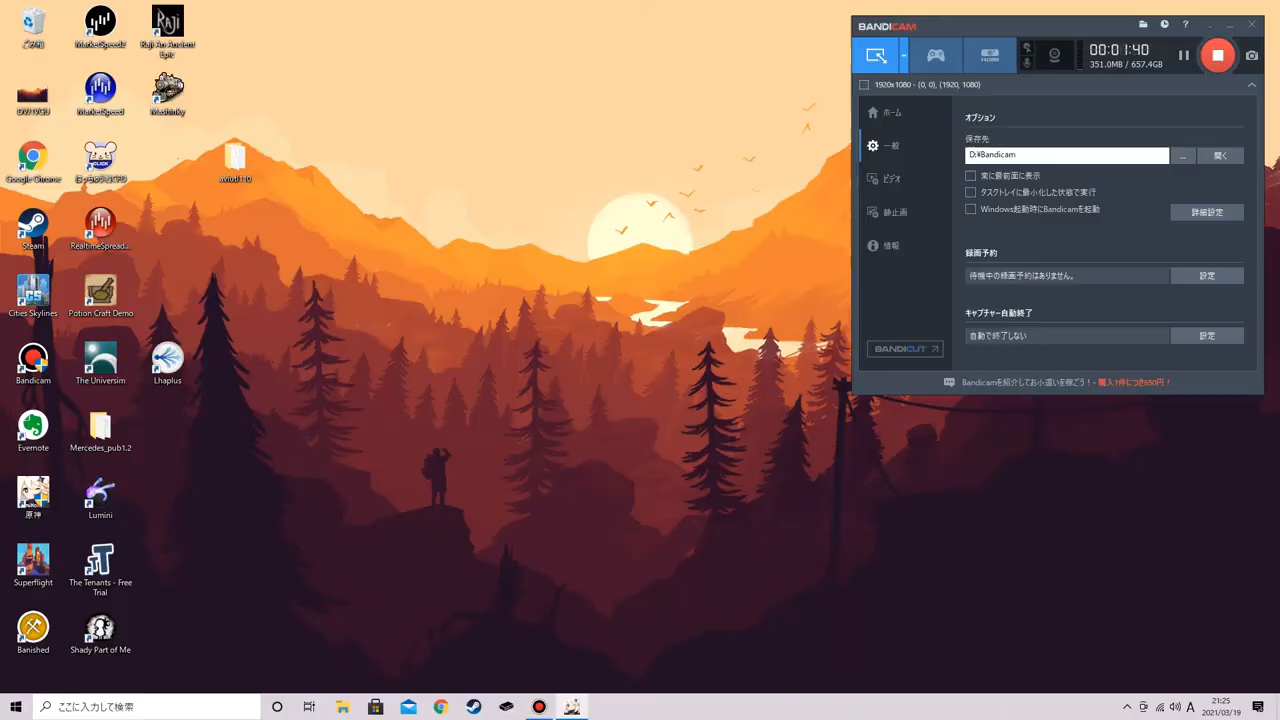 ごみ箱
MarketSpeed2
Raji An Ancient
Epic
DVJ1VGU
MarketSpeed
Mashinky
Google Chrome
aviutl110
Steam
RealtimeSpread...
Cities Skylines
Potion Craft Demo
Bandicam
The Universim
Lhaplus
Evernote
Mercedes_pub1.2
原神
Lumini
Superflight
The Tenants - Free
Trial
Banished
Shady Part of Me
CLICK
RAJI
BANDICAM
HDMI
00:01:40
351.0MB / 657.4GB
1920x1080 - (0, 0), (1920, 1080)
ホーム
一般
ビデオ
静止画
情報
BANDICUT
オプション
保存先
D:¥Bandicam
...
開く
常に最前面に表示
タスクトレイに最小化した状態で実行
Windows起動時にBandicamを起動
詳細設定
録画予約
待機中の録画予約はありません。
設定
キャプチャー自動終了
自動で終了しない
設定
Bandicamを紹介してお小遣いを稼ごう! - 購入1件につき650円!
ここに入力して検索
A
21:25
2021/03/19